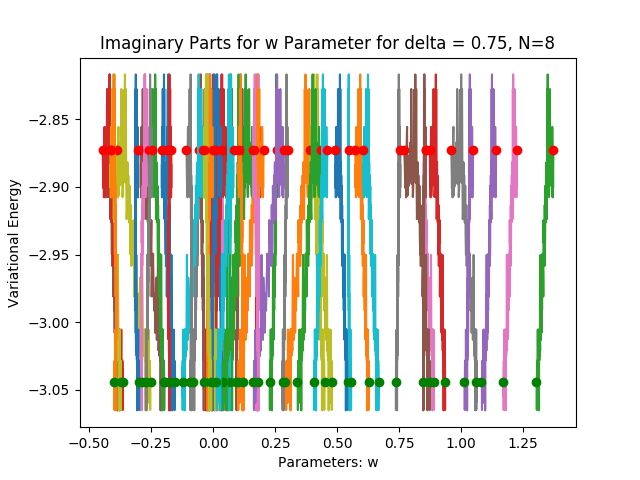 Imaginary Parts for w Parameter for delta = 0.75, N=8
Variational Energy
−2.85
−2.90
−2.95
−3.00
−3.05
−0.50 −0.25 0.00 0.25 0.50 0.75 1.00 1.25
Parameters: w